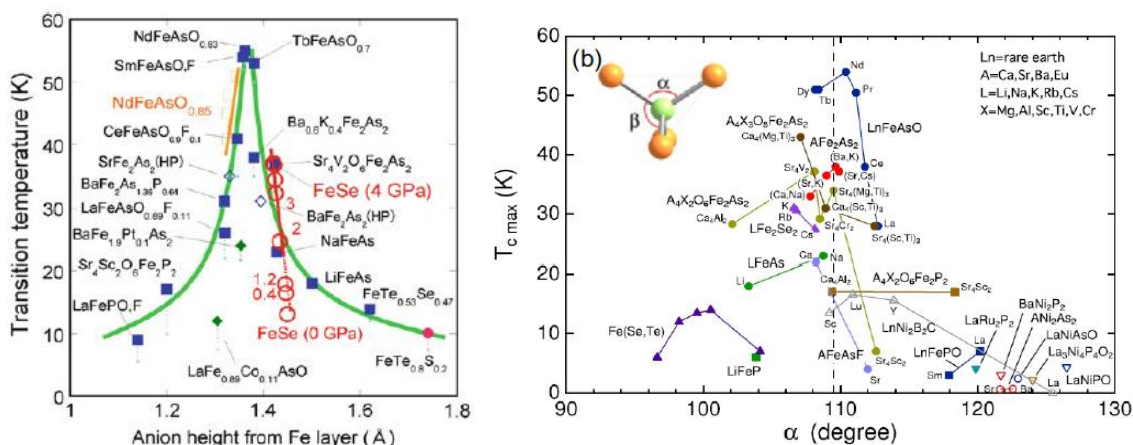 60
50
40
30
20
10
0
Transition temperature (K)
NdFeAsO0.83
SmFeAsO,F
TbFeAsO0.7
NdFeAsO0.85
CeFeAsO0.9F0.1
Ba0.6K0.4Fe2As2
SrFe2As2(HP)
Sr4V2O6Fe2As2
BaFe2As1.36P0.64
FeSe (4 GPa)
LaFeAsO0.89F0.11
3
BaFe2As2(HP)
BaFe1.9Pt0.1As2
2
NaFeAs
Sr4Sc2O6Fe2P2
1.2
LiFeAs
0.4
LaFePO,F
FeTe0.53Se0.47
FeSe (0 GPa)
LaFe0.89Co0.11AsO
FeTe0.8S0.2
1
1.2
1.4
1.6
1.8
Anion height from Fe layer (Å)
(b)
60
50
40
30
20
10
0
Tc max (K)
α
β
Ln=rare earth
A=Ca,Sr,Ba,Eu
L=Li,Na,K,Rb,Cs
X=Mg,Al,Sc,Ti,V,Cr
Nd
Dy
Tb
Pr
LnFeAsO
A4X3O8Fe2As2
Ca4(Mg,Ti)3
AFe2As2
(Ba,K)
Ce
Sr4V2
(Sr,K)
(Sr,Cs)
A4X2O6Fe2As2
(Ca,Na)
Sr4(Mg,Ti)3
K
Ca4(Sc,Ti)3
Rb
LFe2Se2
Cs
Sr4Cr2
La
Ca4Al2
Sr4(Sc,Ti)3
LFeAs
Ca
Na
Li
Ca4Al2
A4X2O6Fe2P2
Sr4Sc2
Sc
Lu
Y
BaNi2P2
Fe(Se,Te)
LnNi2B2C
LaRu2P2
ANi2As2
La
LaNiAsO
LiFeP
AFeAsF
Sr4Sc2
LnFePO
La3Ni4P4O2
Sr
Sm
Sr
Ba
La
LaNiPO
90
100
110
120
130
α (degree)